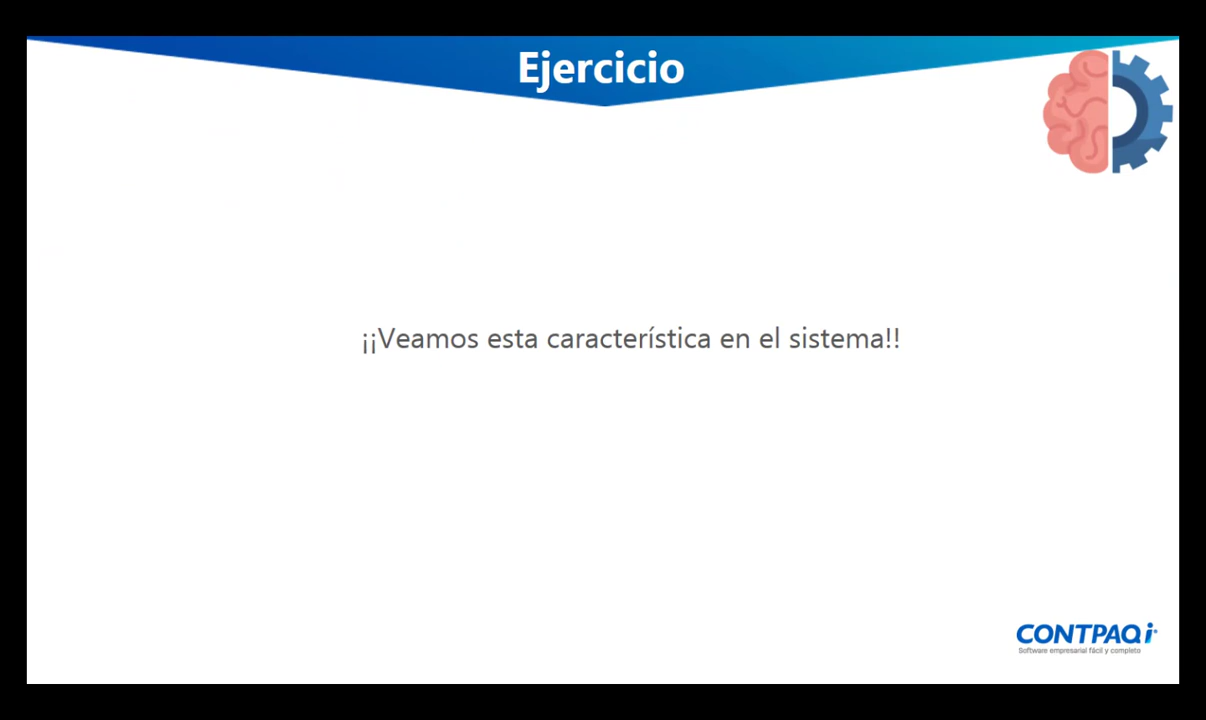 Ejercicio
¡¡Veamos esta característica en el sistema!!
CONTPAQi
Software empresarial fácil y completo